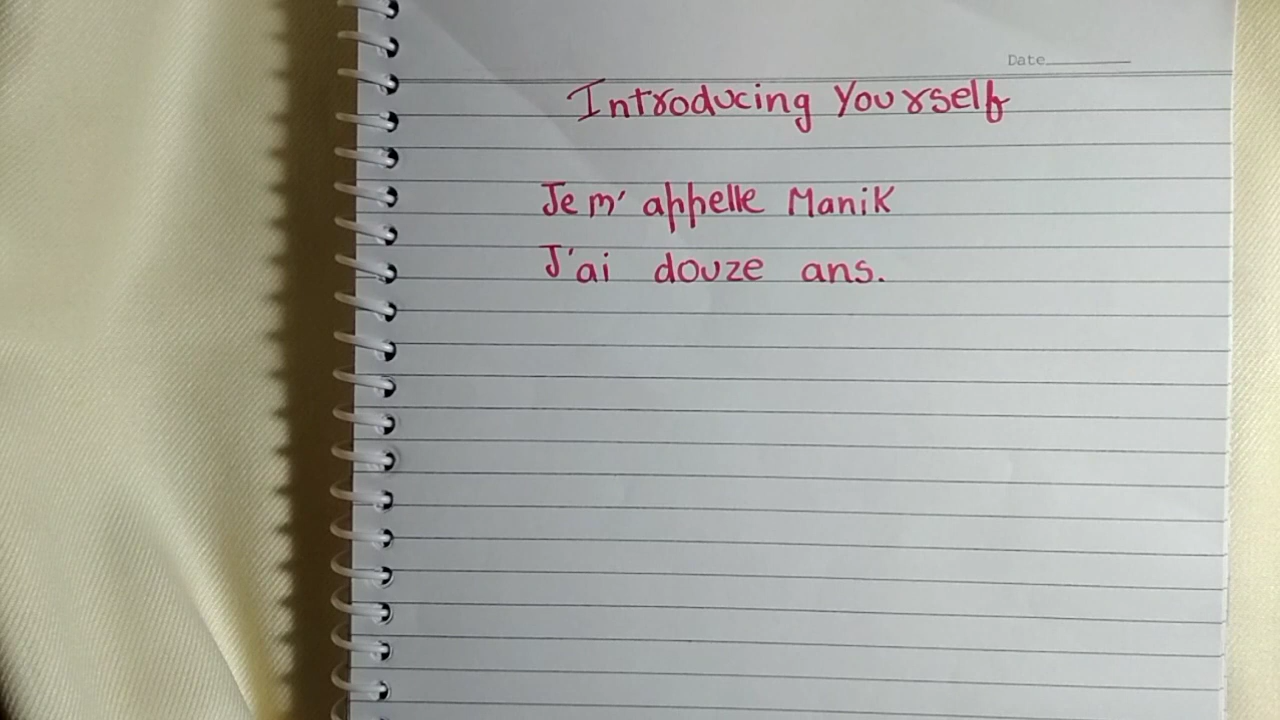 Date
Introducing Yourself
Je m'appelle Manik
J'ai douze ans.